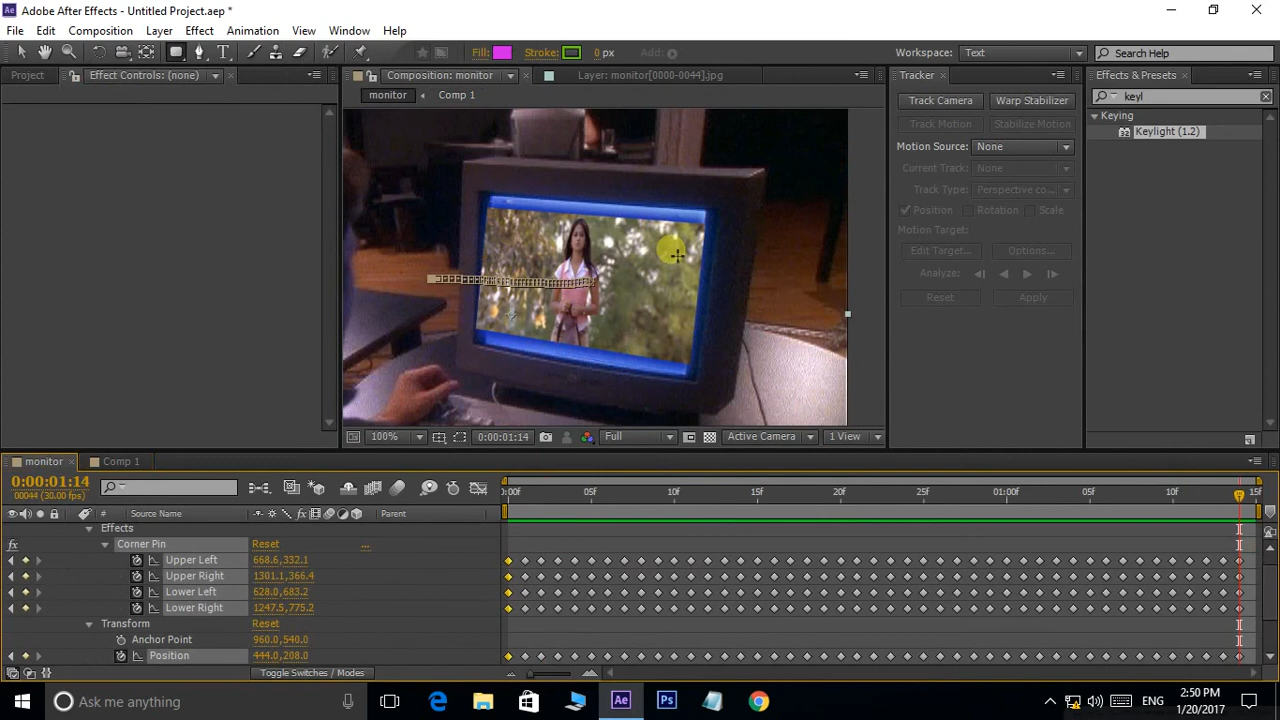 Ae Adobe After Effects - Untitled Project.aep *
File Edit Composition Layer Effect Animation View Window Help
Fill: Stroke: 0 px Add: Workspace: Text Search Help
Project Effect Controls: (none) Composition: monitor Layer: monitor[0000-0044].jpg Tracker Effects & Presets
monitor Comp 1
Track Camera Warp Stabilizer
Track Motion Stabilize Motion
Motion Source: None
Current Track: None
Track Type: Perspective co...
Position Rotation Scale
Motion Target:
Edit Target... Options...
Analyze:
Reset Apply
keyl
Keying
Keylight (1.2)
100% 0:00:01:14 Full Active Camera 1 View
monitor Comp 1
0:00:01:14
00044 (30.00 fps)
0:00f 05f 10f 15f 20f 25f 01:00f 05f 10f 15f
# Source Name Parent
Effects
fx Corner Pin Reset ...
Upper Left 668.6,332.1
Upper Right 1301.1,366.4
Lower Left 628.0,683.2
Lower Right 1247.5,775.2
Transform Reset
Anchor Point 960.0,540.0
Position 444.0,208.0
Toggle Switches / Modes
Ask me anything
Ae Ps
ENG
2:50 PM
1/20/2017